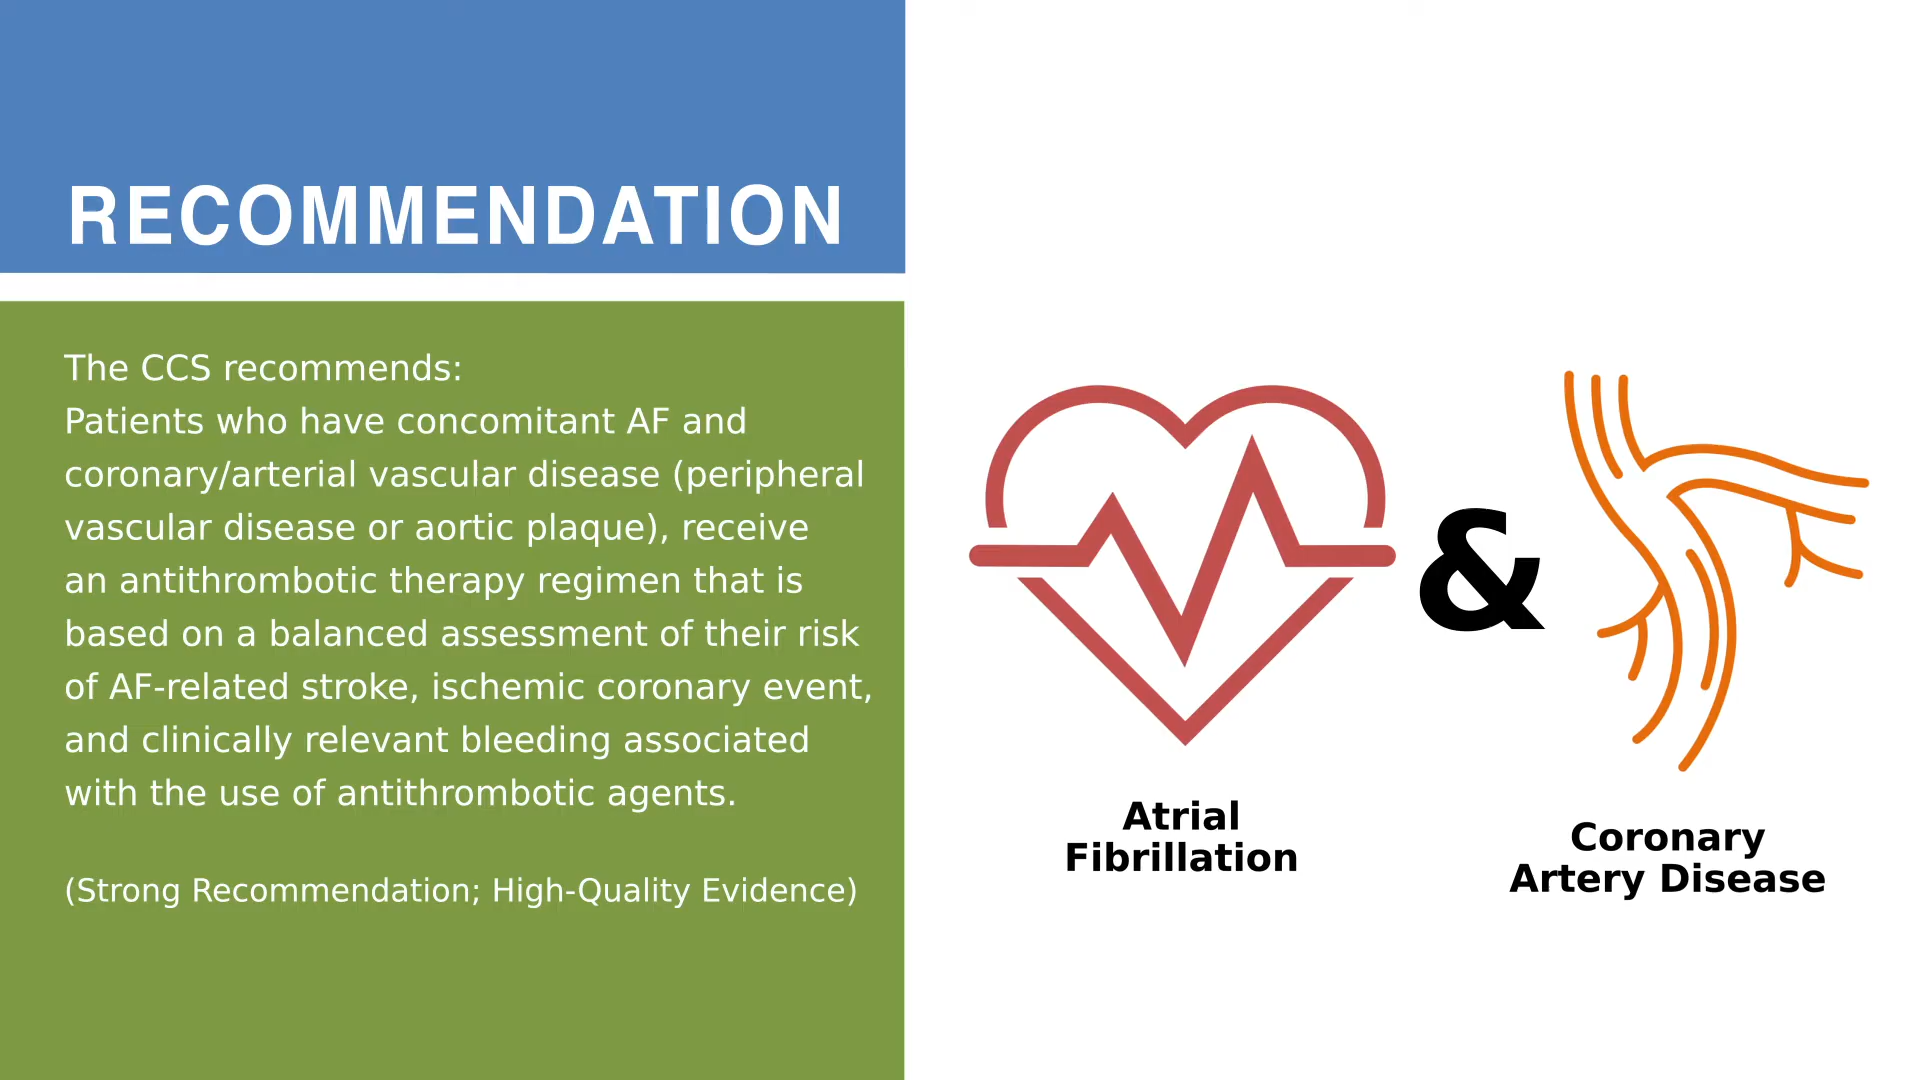 RECOMMENDATION
The CCS recommends:
Patients who have concomitant AF and
coronary/arterial vascular disease (peripheral
vascular disease or aortic plaque), receive
an antithrombotic therapy regimen that is
based on a balanced assessment of their risk
of AF-related stroke, ischemic coronary event,
and clinically relevant bleeding associated
with the use of antithrombotic agents.
(Strong Recommendation; High-Quality Evidence)
Atrial
Fibrillation
&
Coronary
Artery Disease